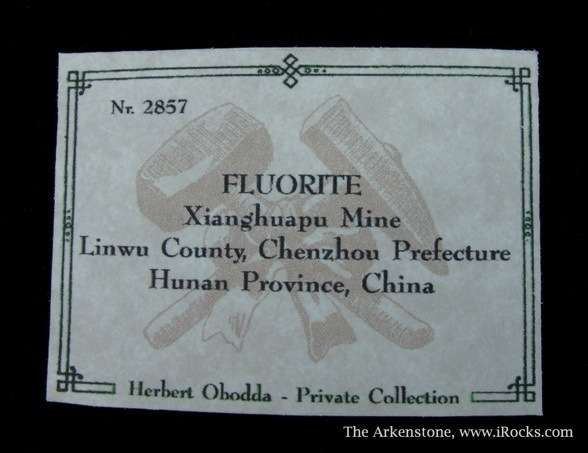 Nr. 2857
FLUORITE
Xianghuapu Mine
Linwu County, Chenzhou Prefecture
Hunan Province, China
Herbert Obodda - Private Collection
The Arkenstone, www.iRocks.com